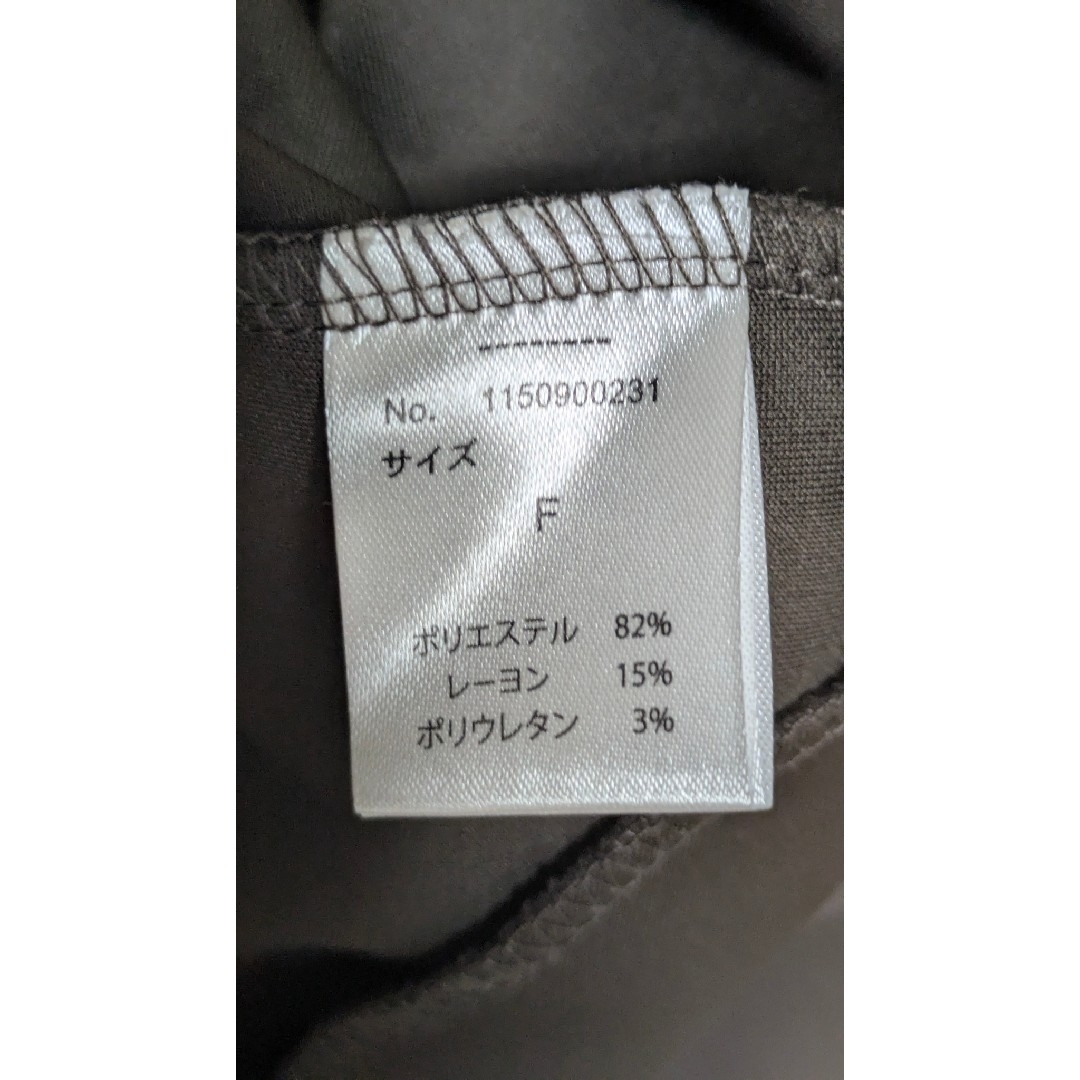 --------
No. 1150900231
サイズ
F
ポリエステル 82%
レーヨン 15%
ポリウレタン 3%